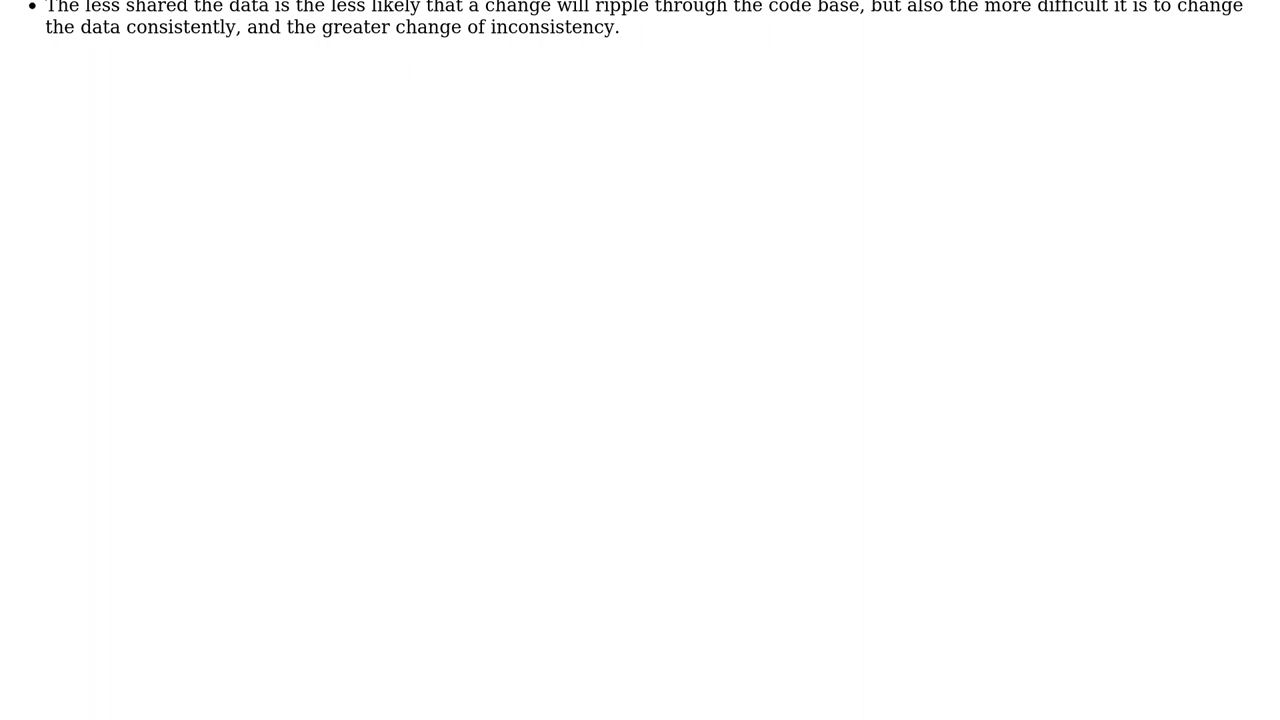 • The less shared the data is the less likely that a change will ripple through the code base, but also the more difficult it is to change
the data consistently, and the greater change of inconsistency.